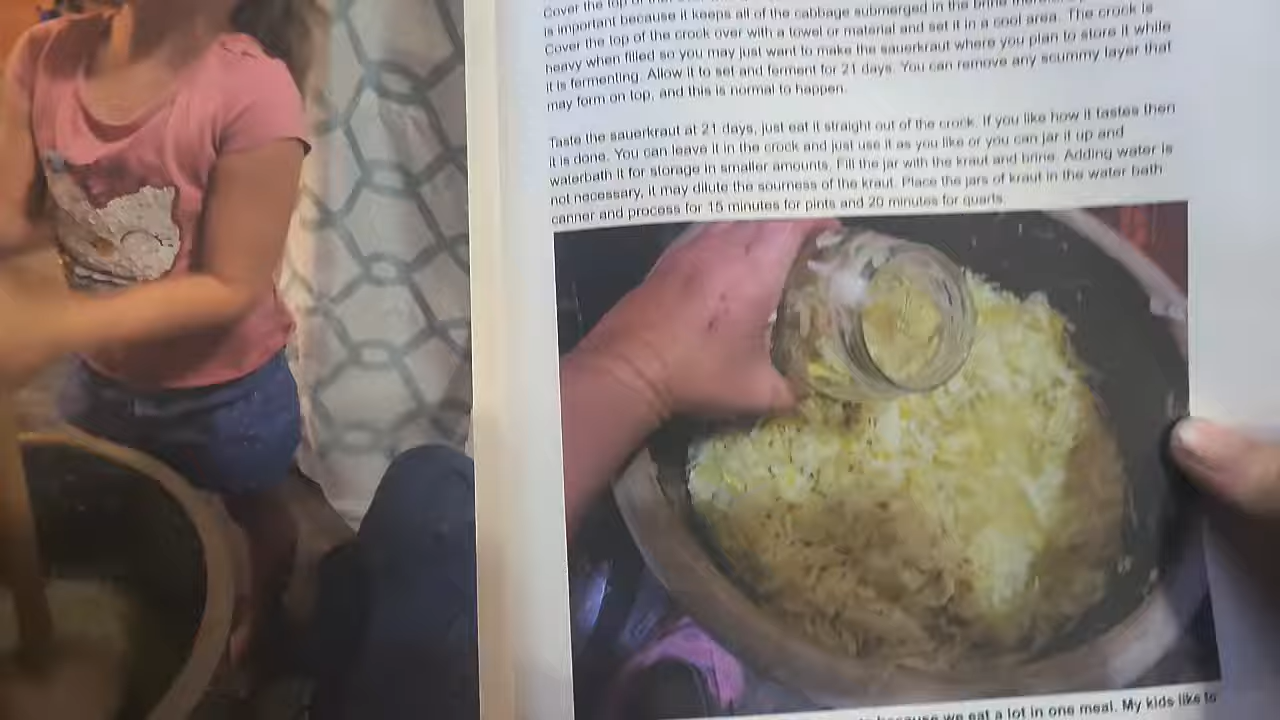 Cover the top of
is important because it keeps all of the cabbage submerged in the brine
Cover the top of the crock over with a towel or material and set it in a cool area. The crock is
heavy when filled so you may just want to make the sauerkraut where you plan to store it while
it is fermenting. Allow it to set and ferment for 21 days. You can remove any scummy layer that
may form on top, and this is normal to happen.
Taste the sauerkraut at 21 days, just eat it straight out of the crock. If you like how it tastes then
it is done. You can leave it in the crock and just use it as you like or you can jar it up and
waterbath it for storage in smaller amounts. Fill the jar with the kraut and brine. Adding water is
not necessary, it may dilute the sourness of the kraut. Place the jars of kraut in the water bath
canner and process for 15 minutes for pints and 20 minutes for quarts.
because we eat a lot in one meal. My kids like to